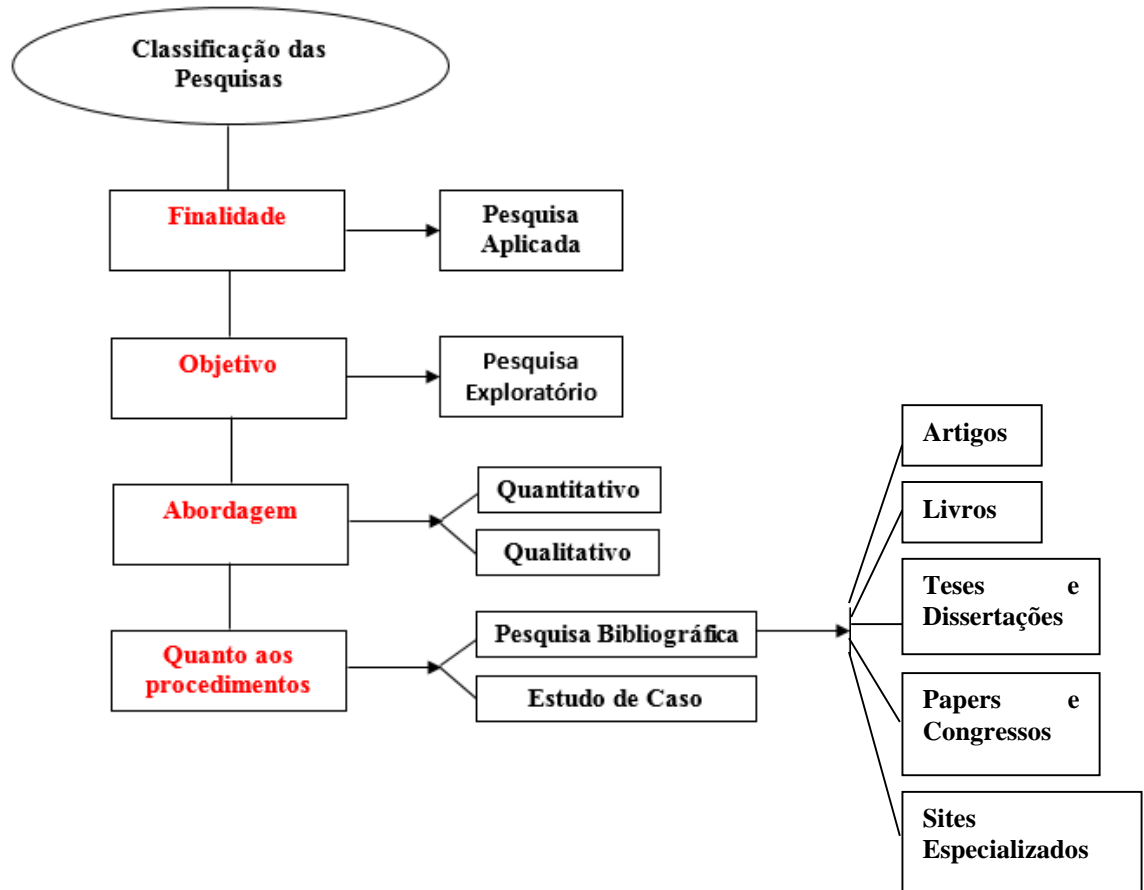 Classificação das
Pesquisas
Finalidade
Pesquisa
Aplicada
Objetivo
Pesquisa
Exploratório
Abordagem
Quantitativo
Qualitativo
Quanto aos
procedimentos
Pesquisa Bibliográfica
Estudo de Caso
Artigos
Livros
Teses e
Dissertações
Papers e
Congressos
Sites
Especializados